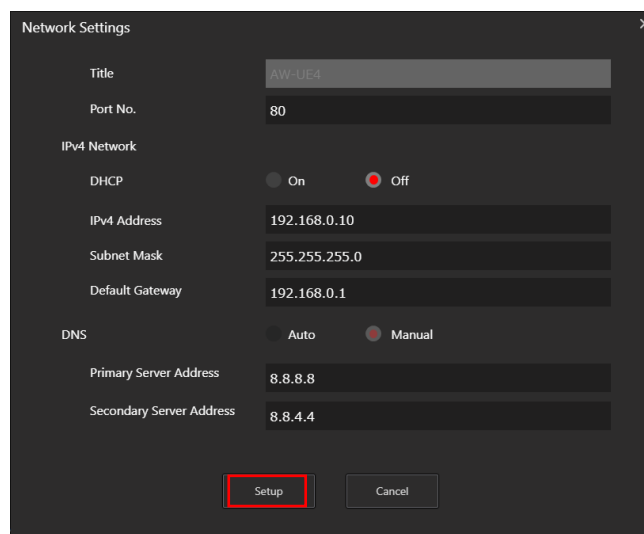 Network Settings
Title AW-UE4
Port No. 80
IPv4 Network
DHCP On Off
IPv4 Address 192.168.0.10
Subnet Mask 255.255.255.0
Default Gateway 192.168.0.1
DNS Auto Manual
Primary Server Address 8.8.8.8
Secondary Server Address 8.8.4.4
Setup Cancel